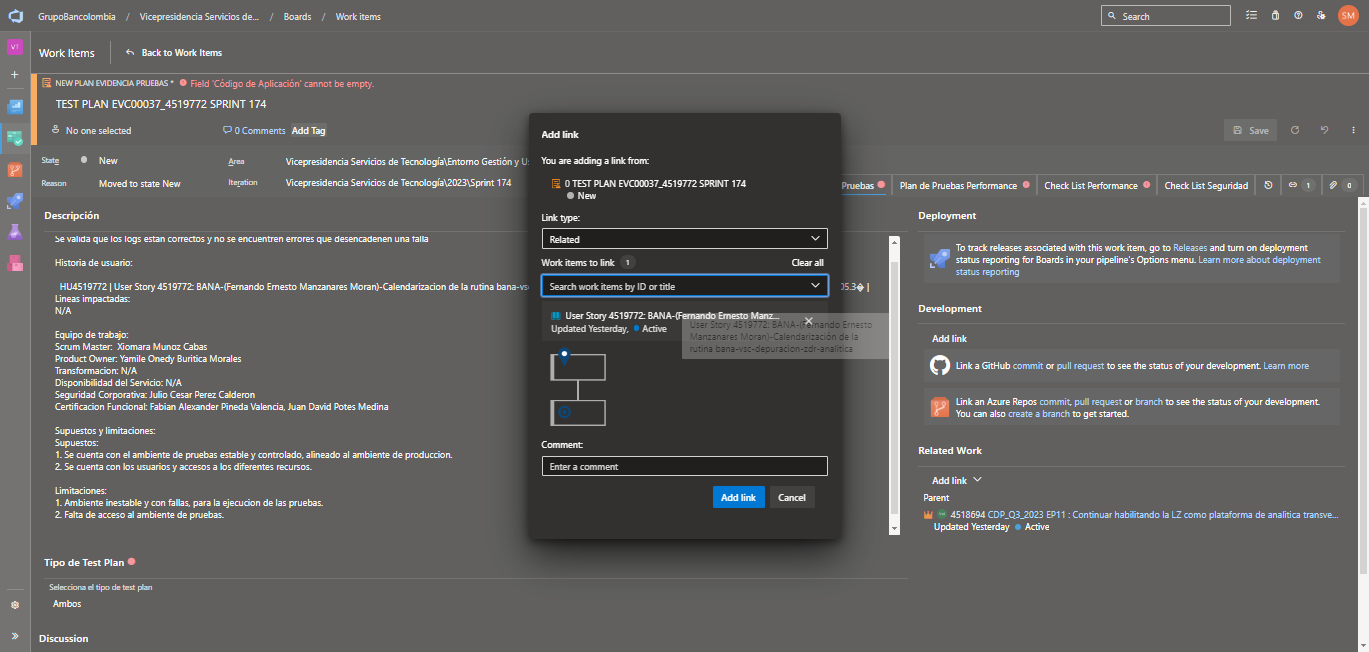 GrupoBancolombia / Vicepresidencia Servicios de... / Boards / Work items
Search
SM
VT
Work Items
Back to Work Items
NEW PLAN EVIDENCIA PRUEBAS * Field 'Código de Aplicación' cannot be empty.
TEST PLAN EVC00037_4519772 SPRINT 174
No one selected
0 Comments
Add Tag
Save
State
New
Area
Vicepresidencia Servicios de Tecnología\Entorno Gestión y Us
Reason
Moved to state New
Iteration
Vicepresidencia Servicios de Tecnología\2023\Sprint 174
Pruebas
Plan de Pruebas Performance
Check List Performance
Check List Seguridad
1
0
Descripción
Se valida que los logs estan correctos y no se encuentren errores que desencadenen una falla
Historia de usuario:
HU4519772 | User Story 4519772: BANA-(Fernando Ernesto Manzanares Moran)-Calendarizacion de la rutina bana-vsc
05.3� |
Lineas impactadas:
N/A
Equipo de trabajo:
Scrum Master: Xiomara Munoz Cabas
Product Owner: Yamile Onedy Buritica Morales
Transformacion: N/A
Disponibilidad del Servicio: N/A
Seguridad Corporativa: Julio Cesar Perez Calderon
Certificacion Funcional: Fabian Alexander Pineda Valencia, Juan David Potes Medina
Supuestos y limitaciones:
Supuestos:
1. Se cuenta con el ambiente de pruebas estable y controlado, alineado al ambiente de produccion.
2. Se cuenta con los usuarios y accesos a los diferentes recursos.
Limitaciones:
1. Ambiente inestable y con fallas, para la ejecucion de las pruebas.
2. Falta de acceso al ambiente de pruebas.
Tipo de Test Plan
Selecciona el tipo de test plan
Ambos
Discussion
Add link
You are adding a link from:
0 TEST PLAN EVC00037_4519772 SPRINT 174
New
Link type:
Related
Work items to link 1
Clear all
Search work items by ID or title
User Story 4519772: BANA-(Fernando Ernesto Manz...
Updated Yesterday, Active
User Story 4519772: BANA-(Fernando Ernesto
Manzanares Moran)-Calendarización de la
rutina bana-vsc-depuracion-zdr-analitica
Comment:
Enter a comment
Add link
Cancel
Deployment
To track releases associated with this work item, go to Releases and turn on deployment
status reporting for Boards in your pipeline's Options menu. Learn more about deployment
status reporting
Development
Add link
Link a GitHub commit or pull request to see the status of your development. Learn more
Link an Azure Repos commit, pull request or branch to see the status of your development.
You can also create a branch to get started.
Related Work
Add link
Parent
4518694 CDP_Q3_2023 EP11 : Continuar habilitando la LZ como plataforma de analitica transve...
Updated Yesterday Active